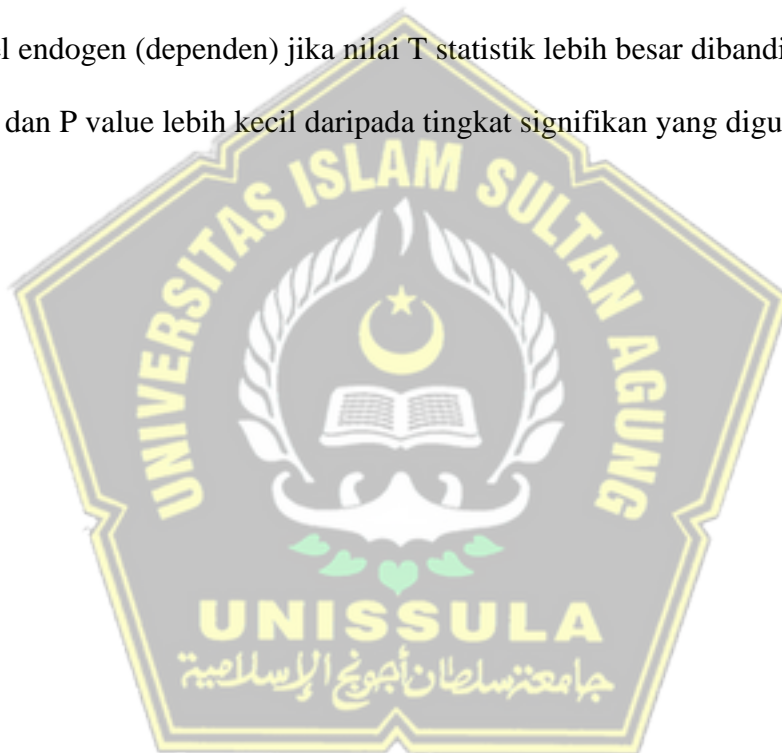 el endogen (dependen) jika nilai T statistik lebih besar dibandi
dan P value lebih kecil daripada tingkat signifikan yang digu
UNIVERSITAS ISLAM SULTAN AGUNG
UNISSULA
جامعة سلطان أجونج الإسلامية